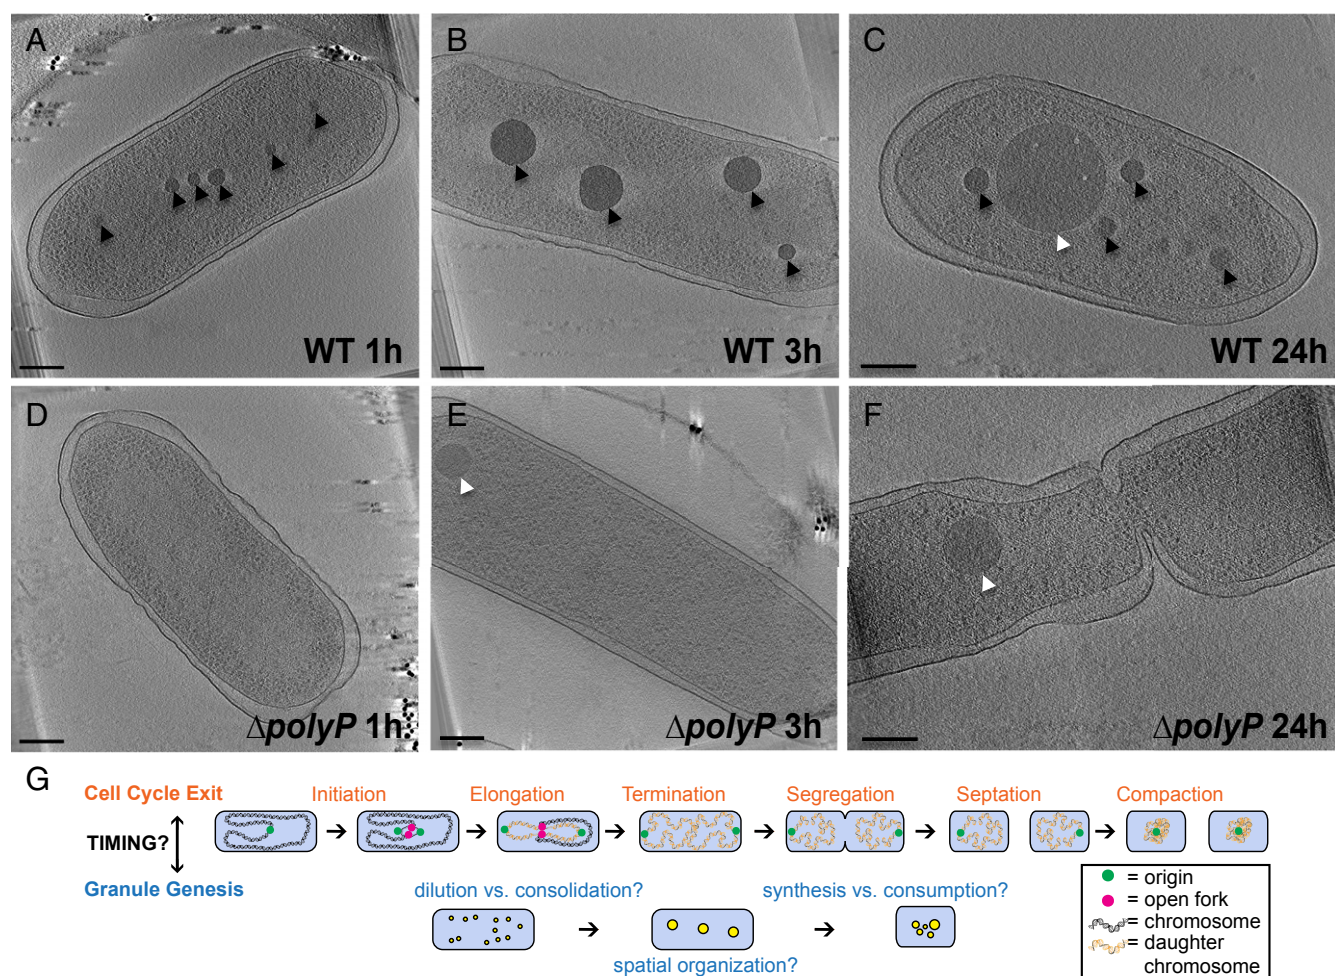 A
B
C
WT 1h
WT 3h
WT 24h
D
E
F
ΔpolyP 1h
ΔpolyP 3h
ΔpolyP 24h
G
Cell Cycle Exit
Initiation
Elongation
Termination
Segregation
Septation
Compaction
TIMING?
Granule Genesis
dilution vs. consolidation?
synthesis vs. consumption?
spatial organization?
= origin
= open fork
= chromosome
= daughter
chromosome